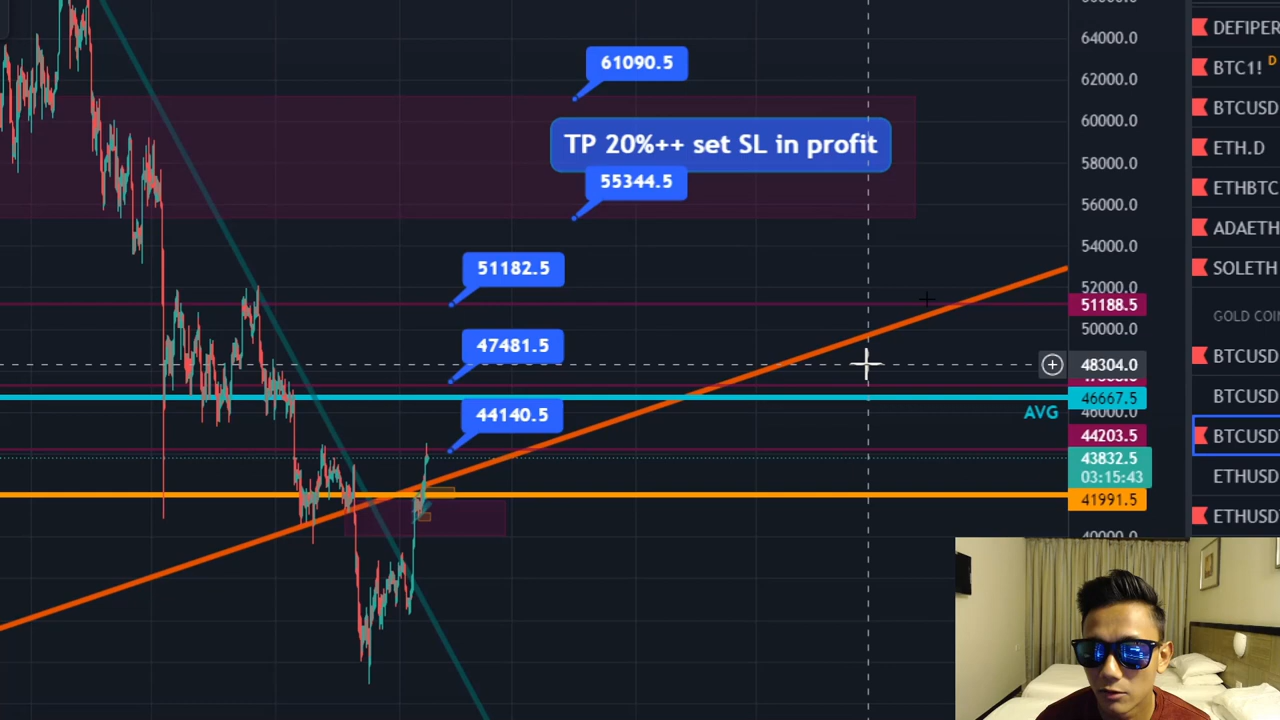 61090.5
TP 20%++ set SL in profit
55344.5
51182.5
47481.5
44140.5
AVG
64000.0
62000.0
60000.0
58000.0
56000.0
54000.0
52000.0
51188.5
50000.0
48304.0
46667.5
46000.0
44203.5
43832.5
03:15:43
41991.5
40000.0
DEFIPER
BTC1! D
BTCUSD
ETH.D
ETHBTC
ADAETH
SOLETH
GOLD COI
BTCUSD
BTCUSD
BTCUSD
ETHUSD
ETHUSD